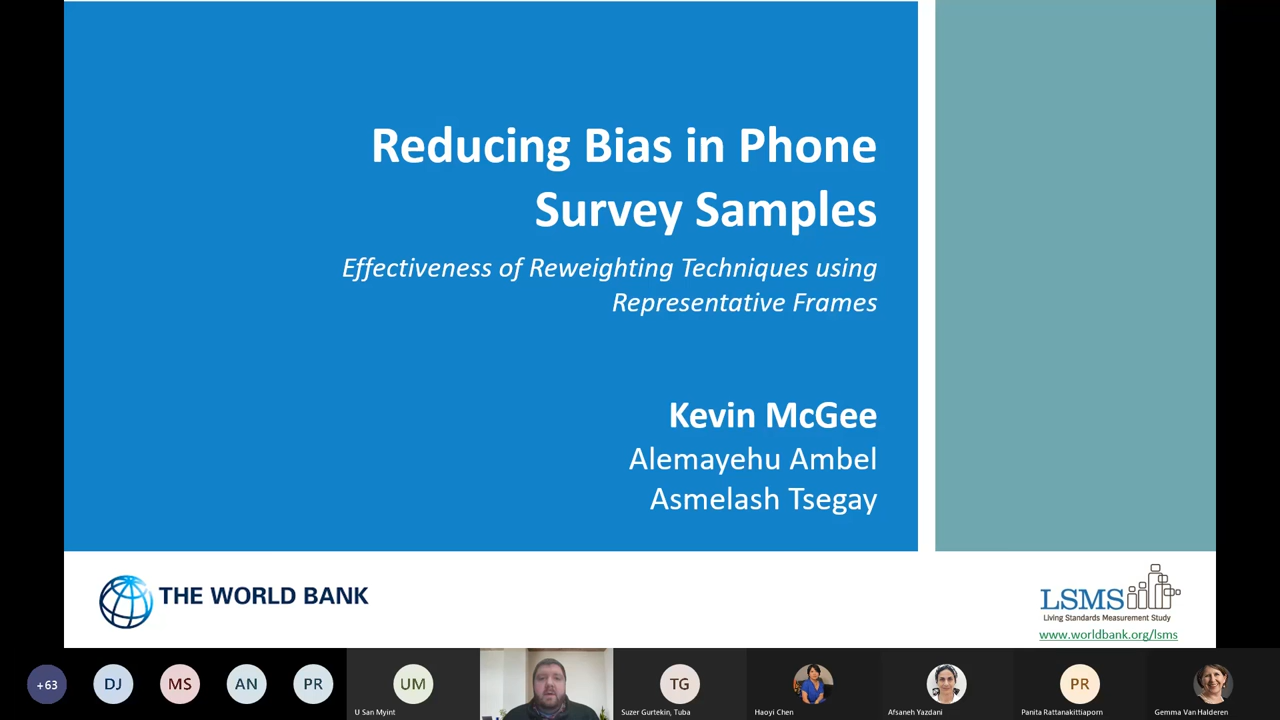 Reducing Bias in Phone
Survey Samples
Effectiveness of Reweighting Techniques using
Representative Frames
Kevin McGee
Alemayehu Ambel
Asmelash Tsegay
THE WORLD BANK
LSMS
Living Standards Measurement Study
www.worldbank.org/lsms
+63
DJ
MS
AN
PR
UM
TG
PR
U San Myint
Suzer Gurtekin, Tuba
Haoyi Chen
Afsaneh Yazdani
Panita Rattanakittiaporn
Gemma Van Halderen